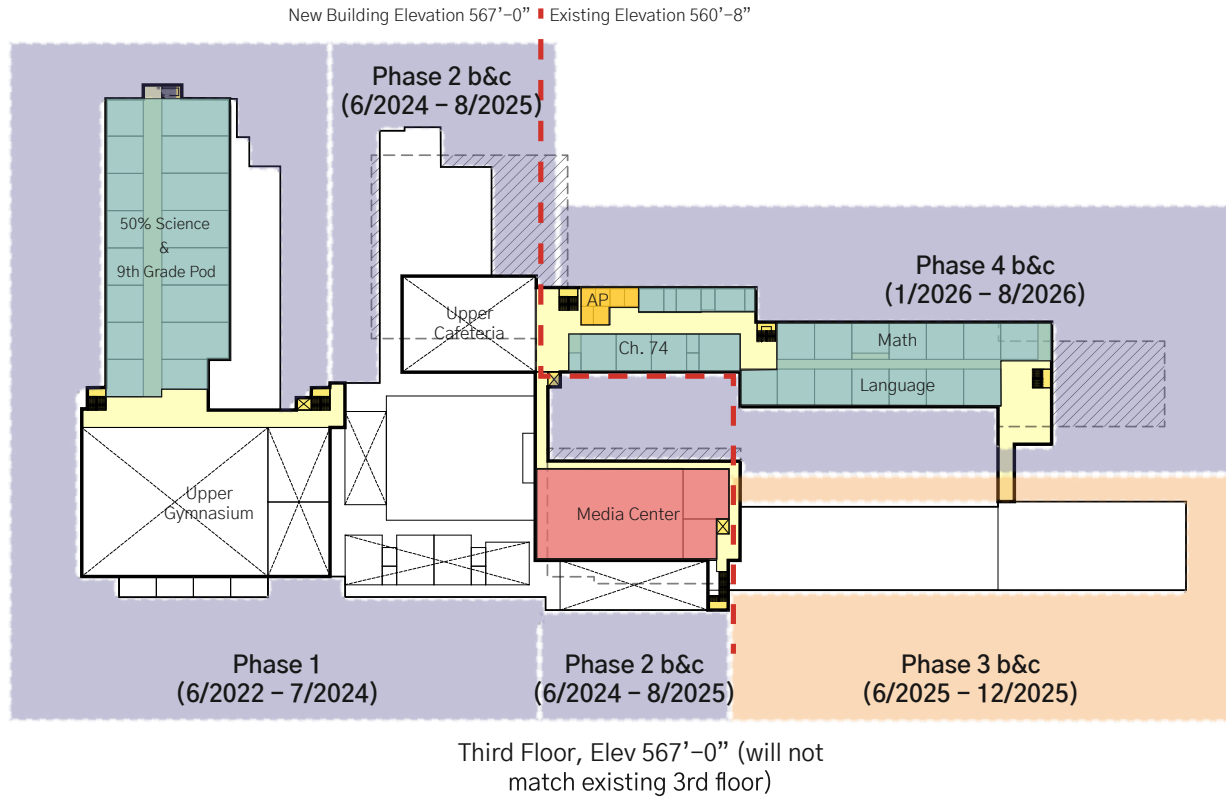 New Building Elevation 567’-0” Existing Elevation 560’-8”
Phase 2 b&c
(6/2024 – 8/2025)
50% Science
&
9th Grade Pod
Phase 4 b&c
(1/2026 – 8/2026)
AP
Upper
Cafeteria
Ch. 74
Math
Language
Upper
Gymnasium
Media Center
Phase 1
(6/2022 – 7/2024)
Phase 2 b&c
(6/2024 – 8/2025)
Phase 3 b&c
(6/2025 – 12/2025)
Third Floor, Elev 567’-0” (will not
match existing 3rd floor)